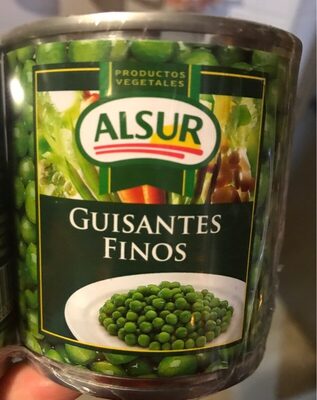 PRODUCTOS
VEGETALES
ALSUR
GUISANTES
FINOS